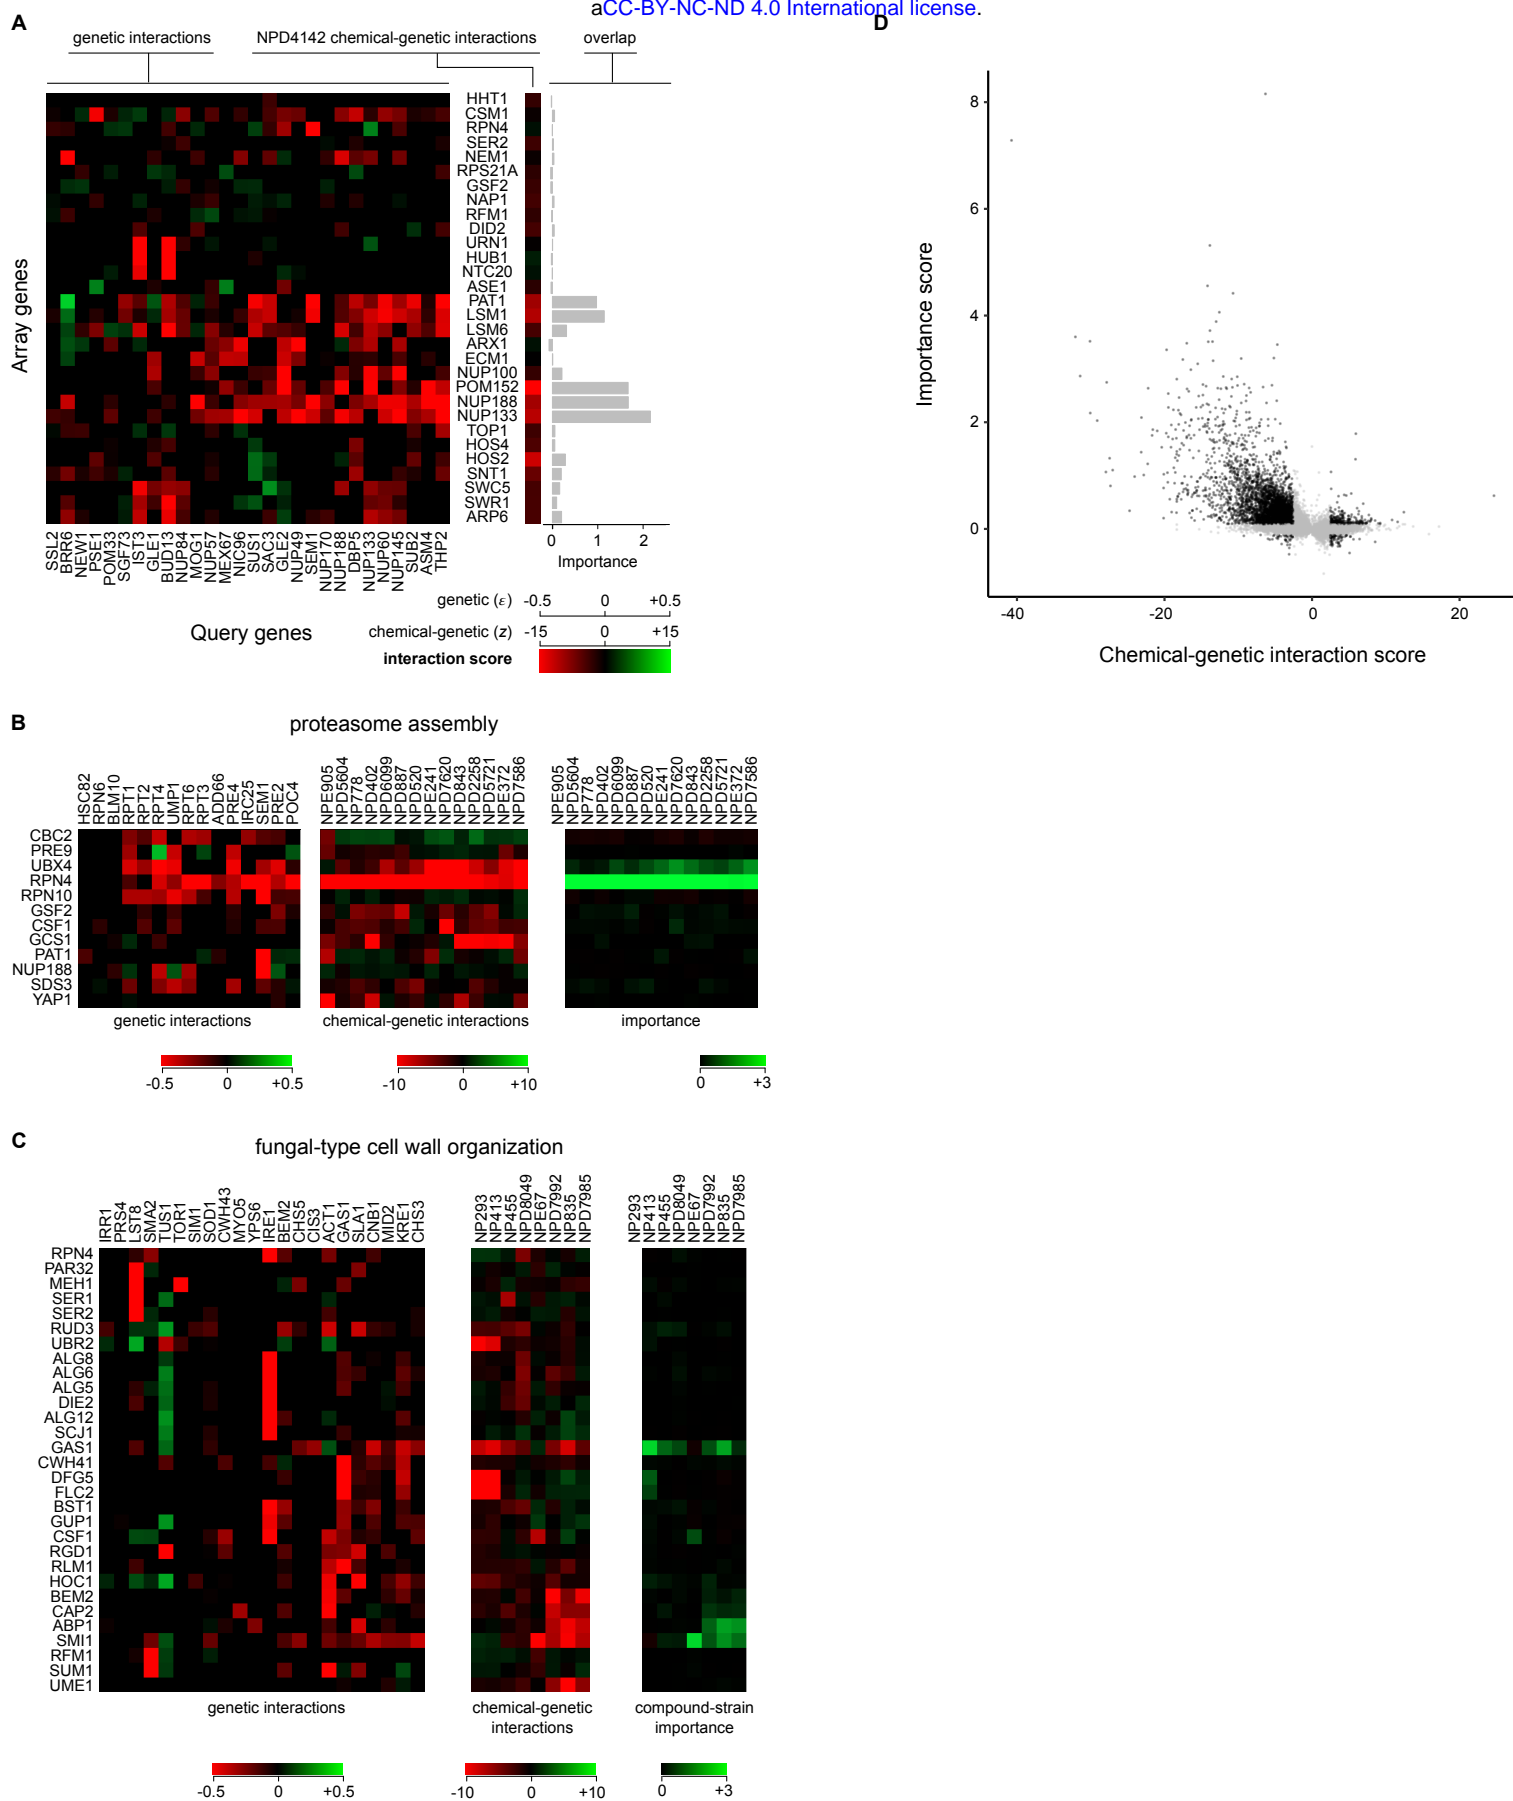 aCC-BY-NC-ND 4.0 International license.
A
genetic interactions
NPD4142 chemical-genetic interactions
overlap
Array genes
HHT1
CSM1
RPN4
SER2
NEM1
RPS21A
GSF2
NAP1
RFM1
DID2
URN1
HUB1
NTC20
ASE1
PAT1
LSM1
LSM6
ARX1
ECM1
NUP100
POM152
NUP188
NUP133
TOP1
HOS4
HOS2
SNT1
SWC5
SWR1
ARP6
SSL2 BRR6 NEW1 PSE1 POM33 SGF73 IST3 GLE1 BUD13 NUP84 MOG1 NUP57 MEX67 NIC96 SUS1 SAC3 GLE2 NUP49 SEM1 NUP170 NUP188 DBP5 NUP133 NUP60 NUP145 SUB2 ASM4 THP2
Query genes
0 1 2
Importance
genetic (ε) -0.5 0 +0.5
chemical-genetic (z) -15 0 +15
interaction score
D
Importance score
8
6
4
2
0
-40 -20 0 20
Chemical-genetic interaction score
B
proteasome assembly
HSC82 RPN6 BLM10 RPT1 RPT2 RPT4 UMP1 RPT6 RPT3 ADD66 PRE4 IRC25 SEM1 PRE2 POC4
NPE905 NPD5604 NP778 NPD402 NPD6099 NPD887 NPD520 NPE241 NPD7620 NPD843 NPD2258 NPD5721 NPE372 NPD7586
NPE905 NPD5604 NP778 NPD402 NPD6099 NPD887 NPD520 NPE241 NPD7620 NPD843 NPD2258 NPD5721 NPE372 NPD7586
CBC2
PRE9
UBX4
RPN4
RPN10
GSF2
CSF1
GCS1
PAT1
NUP188
SDS3
YAP1
genetic interactions
chemical-genetic interactions
importance
-0.5 0 +0.5
-10 0 +10
0 +3
C
fungal-type cell wall organization
IRR1 PRS4 LST8 SMA2 TUS1 TOR1 SIM1 SOD1 CWH43 MYO5 YPS6 IRE1 BEM2 CHS5 CIS3 ACT1 GAS1 SLA1 CNB1 MID2 KRE1 CHS3
NP293 NP413 NP455 NPD8049 NPE67 NPD7992 NP835 NPD7985
NP293 NP413 NP455 NPD8049 NPE67 NPD7992 NP835 NPD7985
RPN4
PAR32
MEH1
SER1
SER2
RUD3
UBR2
ALG8
ALG6
ALG5
DIE2
ALG12
SCJ1
GAS1
CWH41
DFG5
FLC2
BST1
GUP1
CSF1
RGD1
RLM1
HOC1
BEM2
CAP2
ABP1
SMI1
RFM1
SUM1
UME1
genetic interactions
chemical-genetic
interactions
compound-strain
importance
-0.5 0 +0.5
-10 0 +10
0 +3